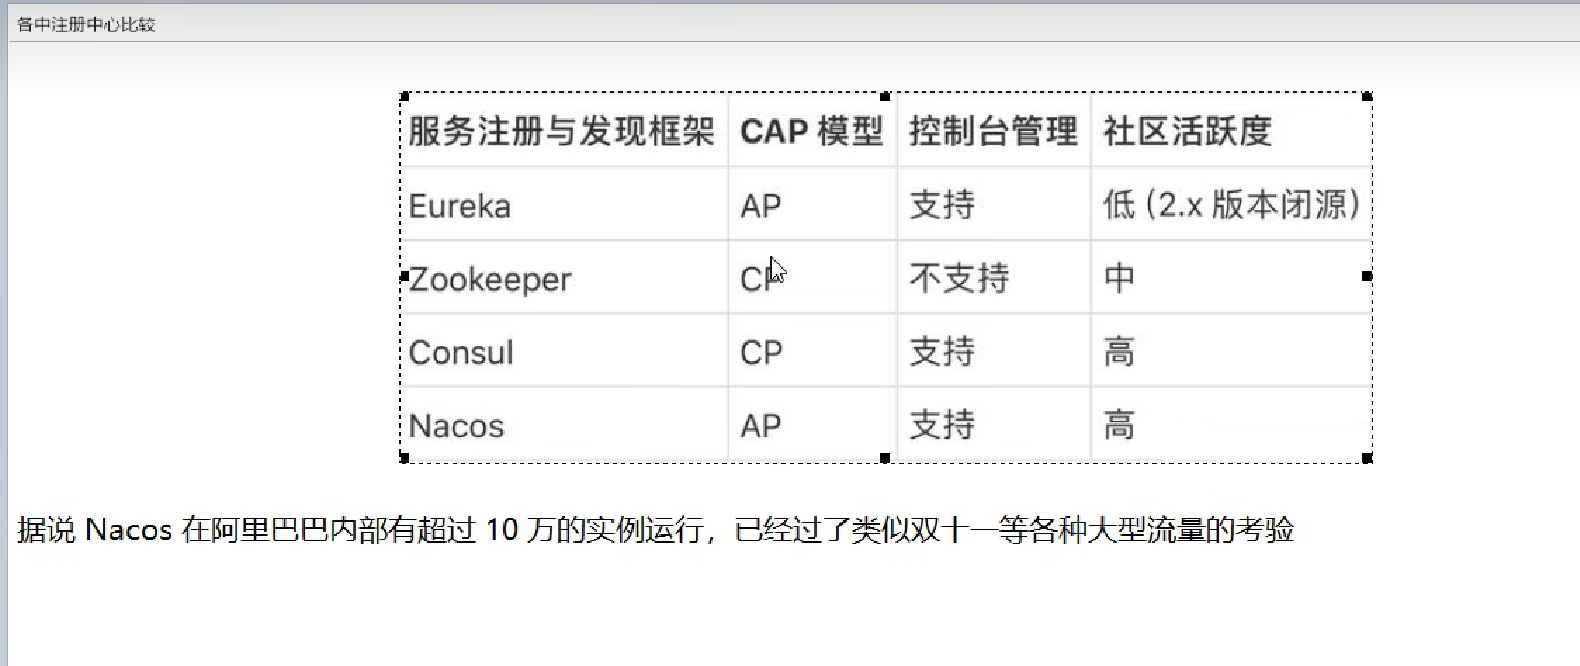 各中注册中心比较
服务注册与发现框架 CAP 模型 控制台管理 社区活跃度
Eureka AP 支持 低 (2.x 版本闭源)
Zookeeper CP 不支持 中
Consul CP 支持 高
Nacos AP 支持 高
据说 Nacos 在阿里巴巴内部有超过 10 万的实例运行，已经过了类似双十一等各种大型流量的考验